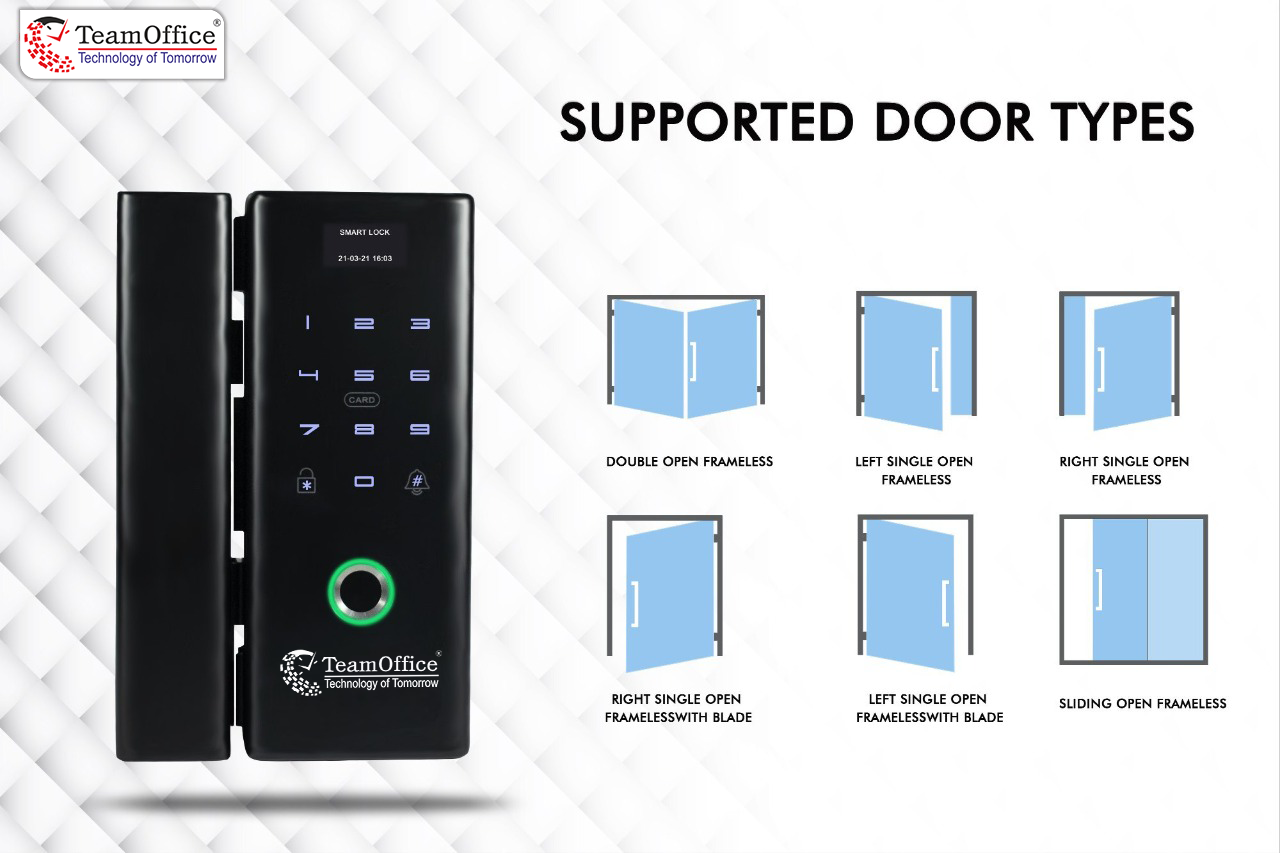 TeamOffice®
Technology of Tomorrow
SUPPORTED DOOR TYPES
SMART LOCK
21-03-21 16:03
1 2 3
4 5 6
CARD
7 8 9
* 0 #
TeamOffice®
Technology of Tomorrow
DOUBLE OPEN FRAMELESS
LEFT SINGLE OPEN
FRAMELESS
RIGHT SINGLE OPEN
FRAMELESS
RIGHT SINGLE OPEN
FRAMELESSWITH BLADE
LEFT SINGLE OPEN
FRAMELESSWITH BLADE
SLIDING OPEN FRAMELESS